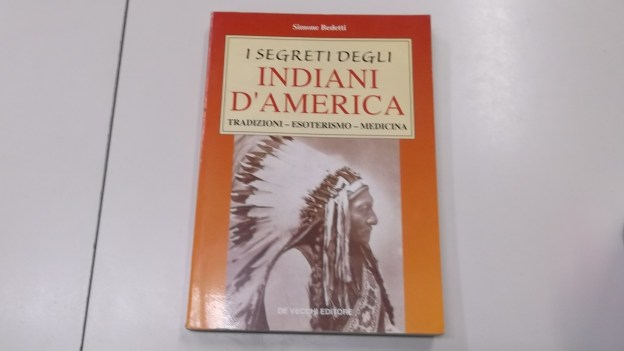 Simone Bedetti
I SEGRETI DEGLI
INDIANI
D'AMERICA
TRADIZIONI – ESOTERISMO – MEDICINA
DE VECCHI EDITORE